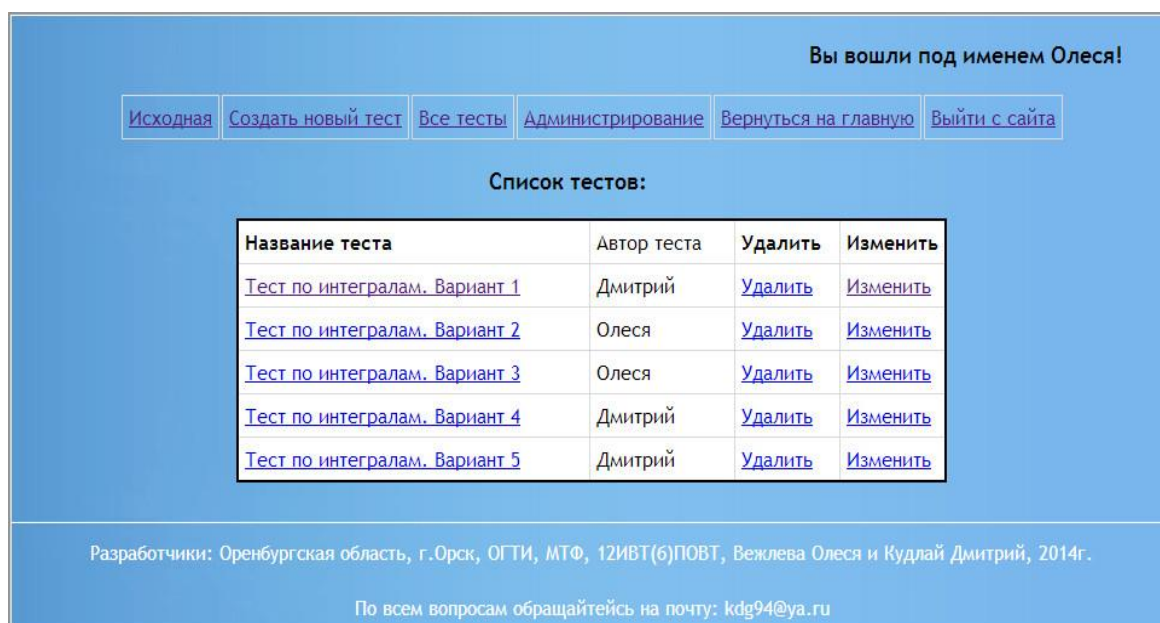 Вы вошли под именем Олеся!
Исходная Создать новый тест Все тесты Администрирование Вернуться на главную Выйти с сайта
Список тестов:
Название теста Автор теста Удалить Изменить
Тест по интегралам. Вариант 1 Дмитрий Удалить Изменить
Тест по интегралам. Вариант 2 Олеся Удалить Изменить
Тест по интегралам. Вариант 3 Олеся Удалить Изменить
Тест по интегралам. Вариант 4 Дмитрий Удалить Изменить
Тест по интегралам. Вариант 5 Дмитрий Удалить Изменить
Разработчики: Оренбургская область, г.Орск, ОГТИ, МТФ, 12ИВТ(б)ПОВТ, Вежлева Олеся и Кудлай Дмитрий, 2014г.
По всем вопросам обращайтейсь на почту: kdg94@ya.ru